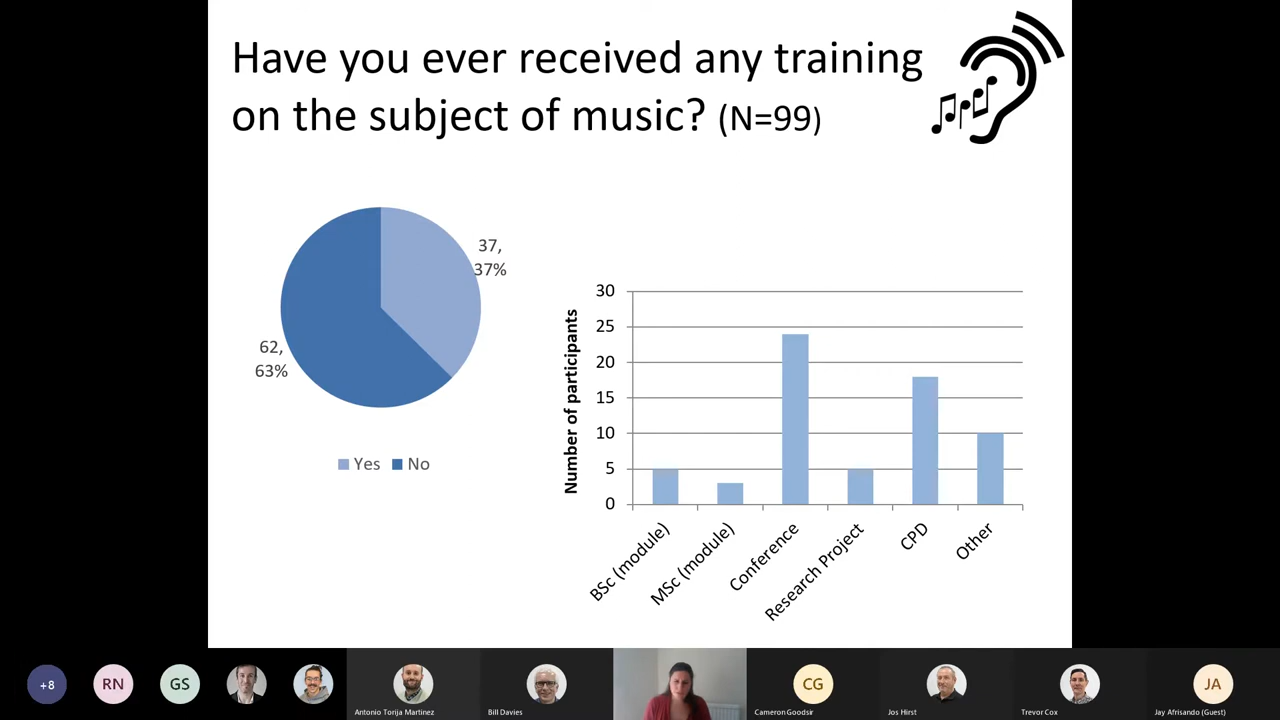 Have you ever received any training
on the subject of music? (N=99)
37,
37%
62,
63%
Yes No
Number of participants
30
25
20
15
10
5
0
BSc (module)
MSc (module)
Conference
Research Project
CPD
Other
+8
RN
GS
Antonio Torija Martinez
Bill Davies
CG
Cameron Goodsir
Jos Hirst
Trevor Cox
JA
Jay Afrisando (Guest)